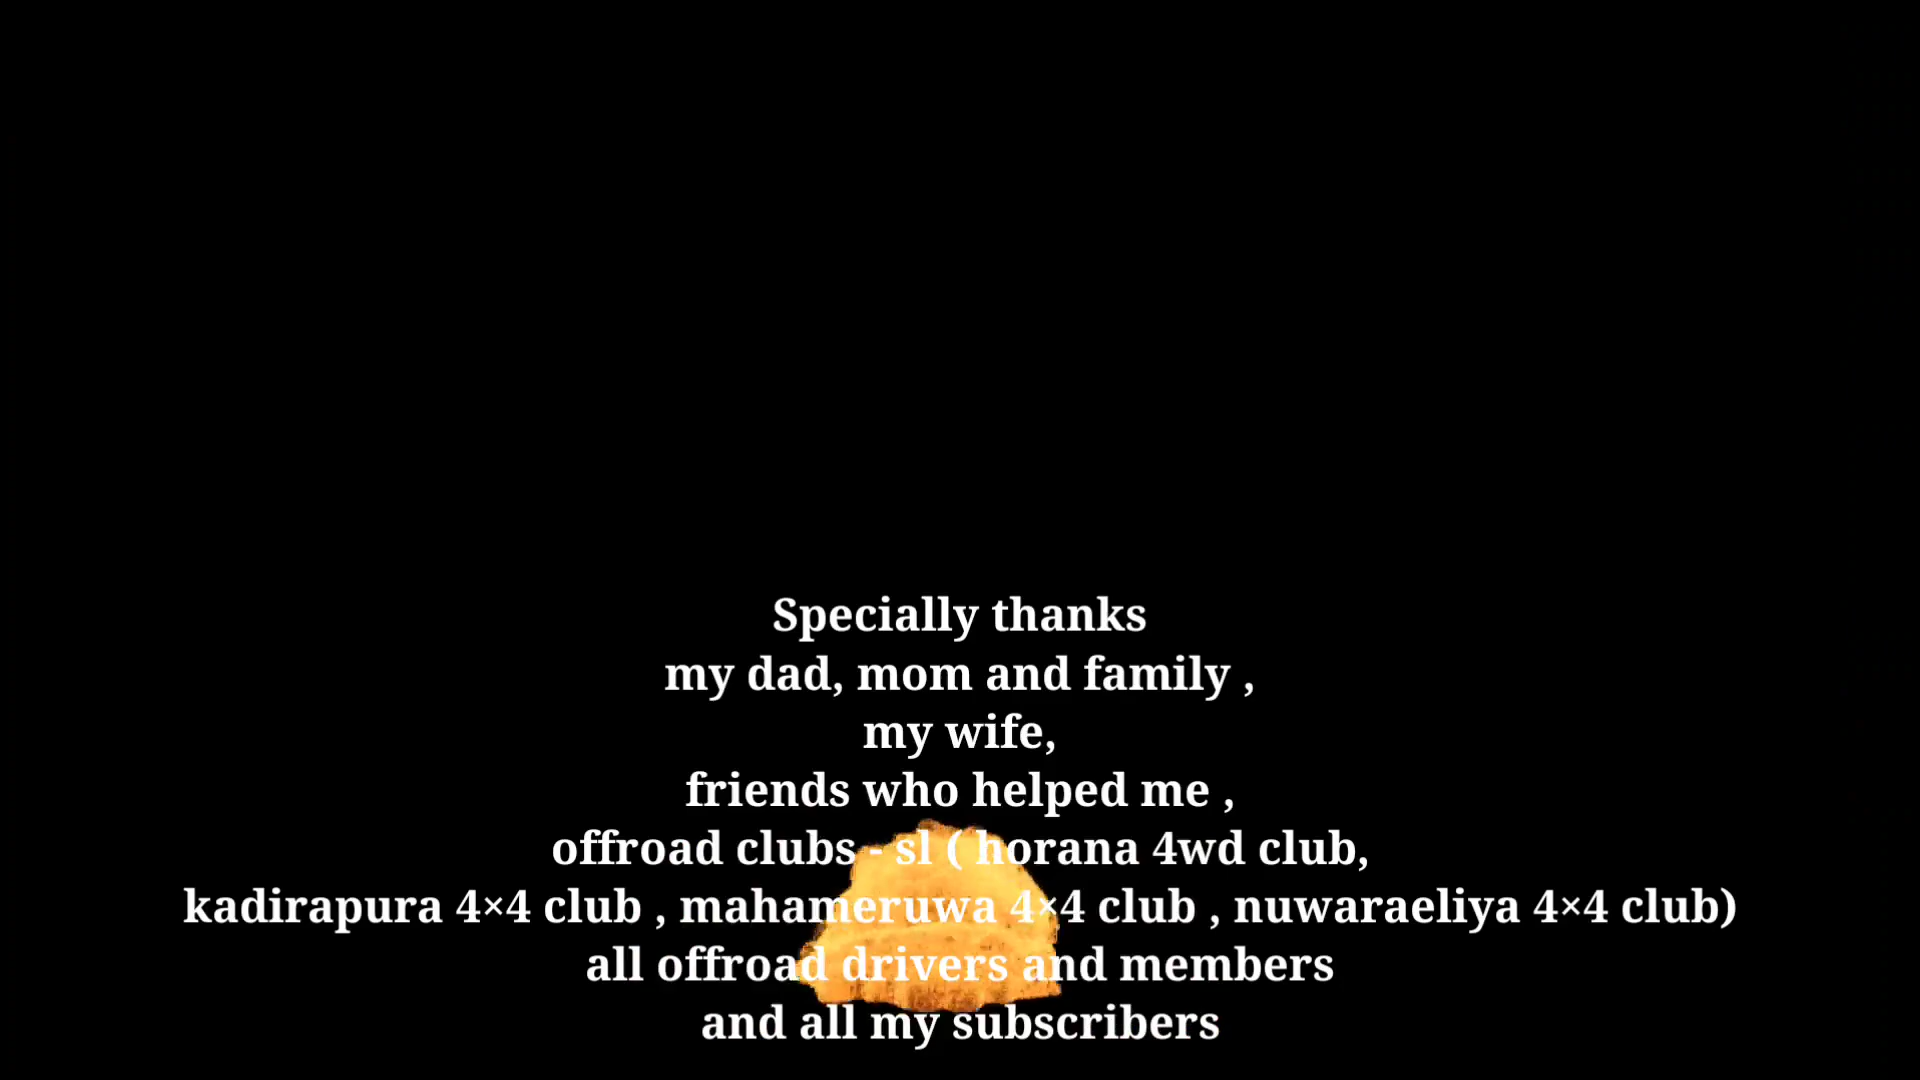 Specially thanks
my dad, mom and family ,
my wife,
friends who helped me ,
offroad clubs - sl ( horana 4wd club,
kadirapura 4×4 club , mahameruwa 4×4 club , nuwaraeliya 4×4 club)
all offroad drivers and members
and all my subscribers